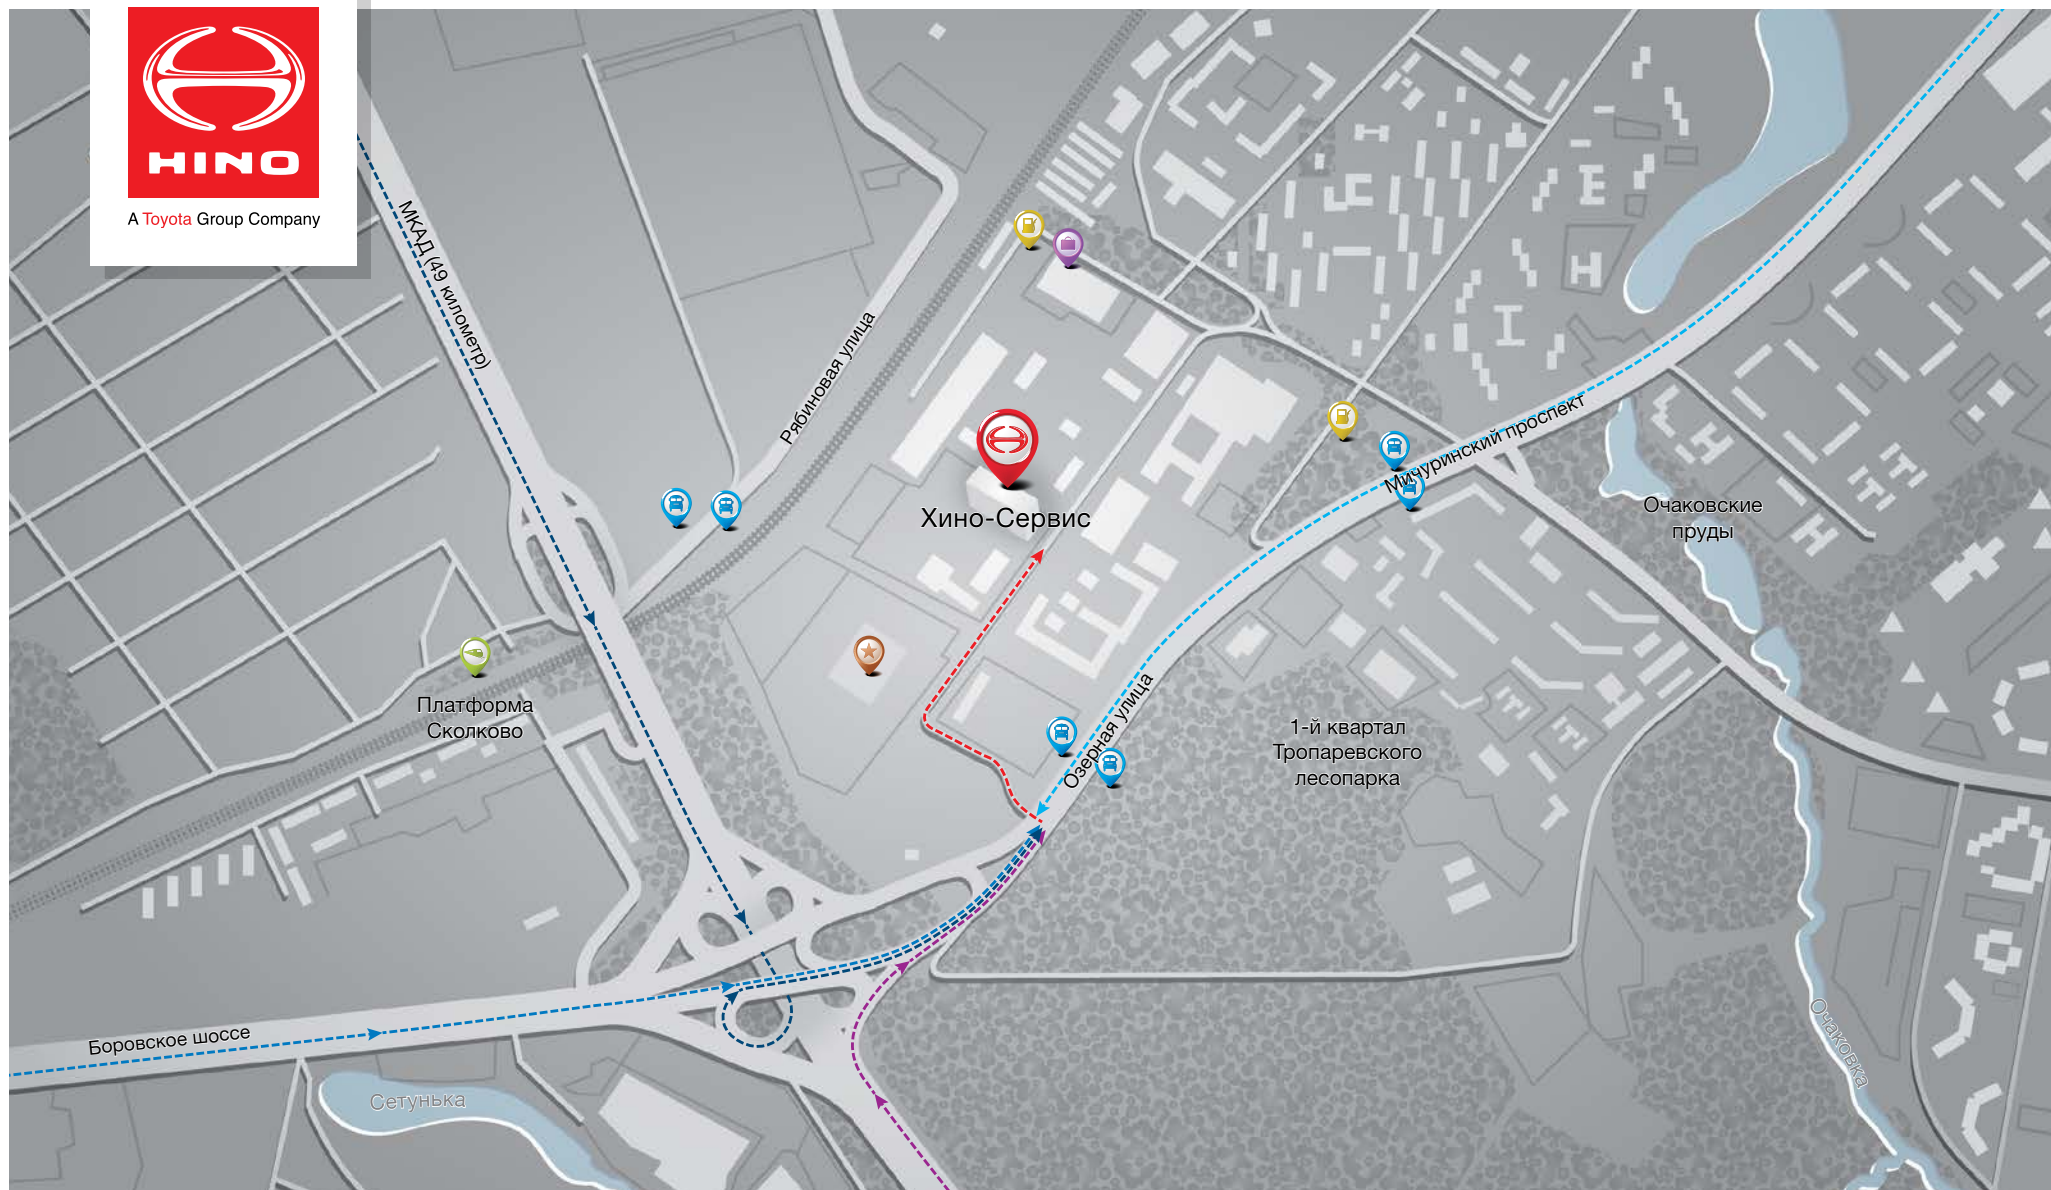 HINO
A Toyota Group Company
МКАД (49 километр)
Рябиновая улица
Мичуринский проспект
Очаковские
пруды
Хино-Сервис
Платформа
Сколково
Озерная улица
1-й квартал
Тропаревского
лесопарка
Боровское шоссе
Очаковка
Сетунька